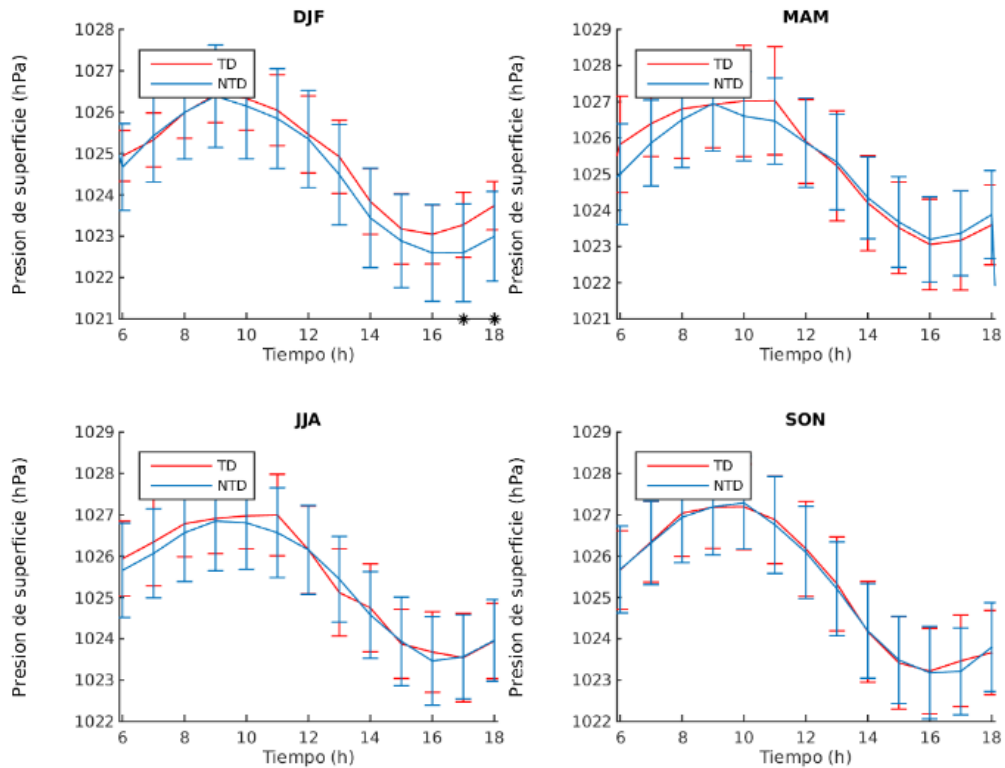 DJF
1028
1027
1026
1025
1024
1023
1022
1021
Presion de superficie (hPa)
TD
NTD
6 8 10 12 14 16 18
Tiempo (h)
MAM
1029
1028
1027
1026
1025
1024
1023
1022
1021
Presion de superficie (hPa)
TD
NTD
6 8 10 12 14 16 18
Tiempo (h)
JJA
1029
1028
1027
1026
1025
1024
1023
1022
Presion de superficie (hPa)
TD
NTD
6 8 10 12 14 16 18
Tiempo (h)
SON
1029
1028
1027
1026
1025
1024
1023
1022
Presion de superficie (hPa)
TD
NTD
6 8 10 12 14 16 18
Tiempo (h)